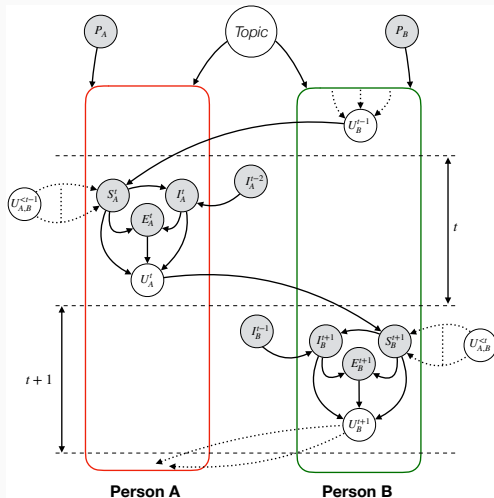 P_A
Topic
P_B
U_B^{t-1}
U_{A,B}^{<t-1}
S_A^t
I_A^t
I_A^{t-2}
E_A^t
t
U_A^t
I_B^{t-1}
I_B^{t+1}
S_B^{t+1}
U_{A,B}^{<t}
E_B^{t+1}
t + 1
U_B^{t+1}
Person A
Person B